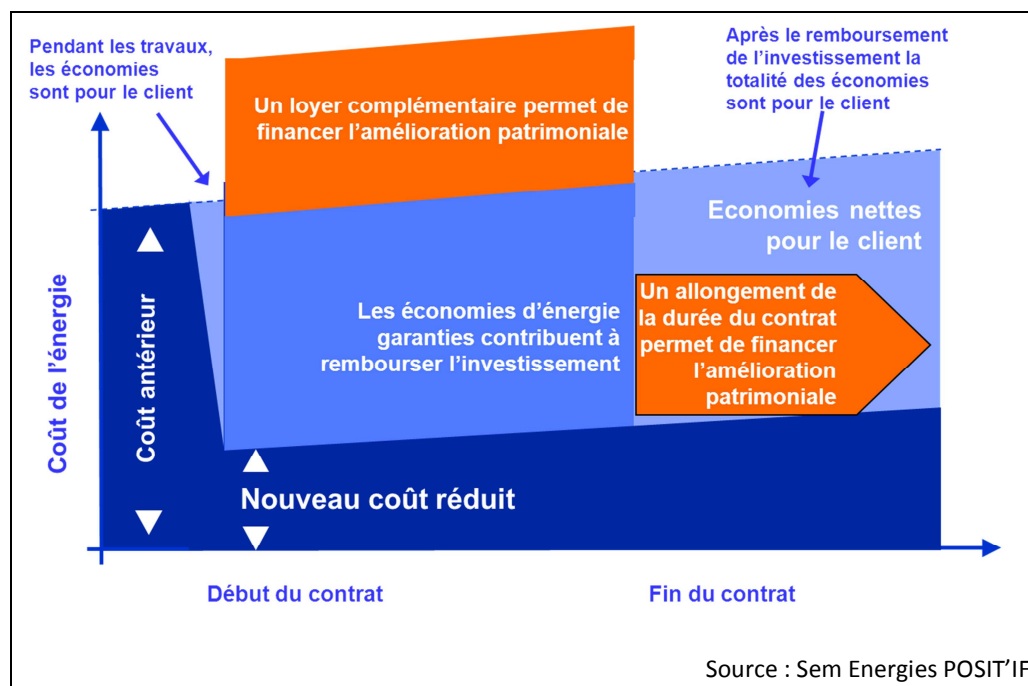 Pendant les travaux,
les économies
sont pour le client
Après le remboursement
de l'investissement la
totalité des économies
sont pour le client
Un loyer complémentaire permet de
financer l'amélioration patrimoniale
Coût de l'énergie
Coût antérieur
Economies nettes
pour le client
Les économies d'énergie
garanties contribuent à
rembourser l'investissement
Un allongement de
la durée du contrat
permet de financer
l'amélioration
patrimoniale
Nouveau coût réduit
Début du contrat
Fin du contrat
Source : Sem Energies POSIT'IF